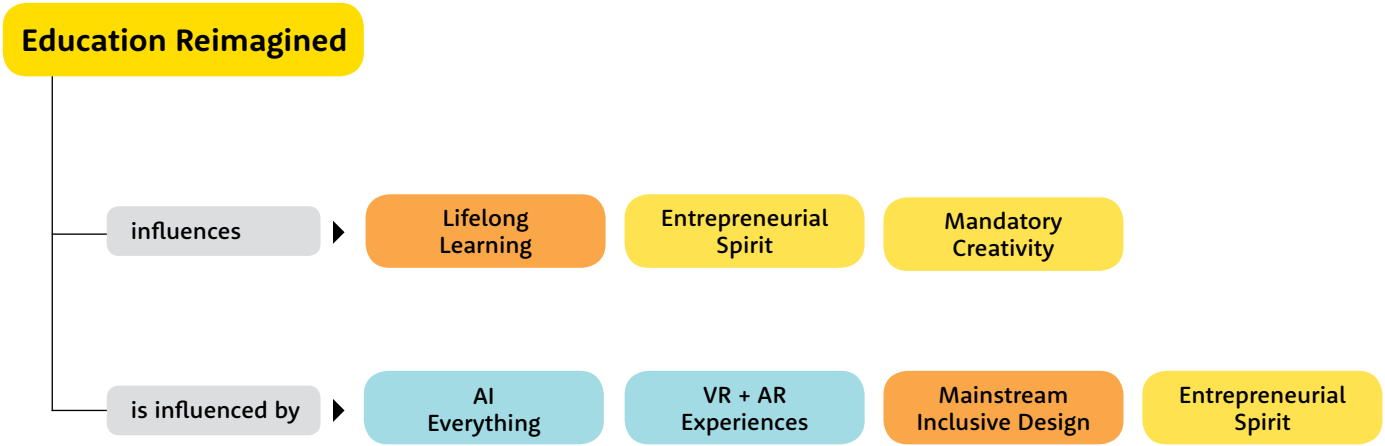 Education Reimagined
influences
Lifelong
Learning
Entrepreneurial
Spirit
Mandatory
Creativity
is influenced by
AI
Everything
VR + AR
Experiences
Mainstream
Inclusive Design
Entrepreneurial
Spirit